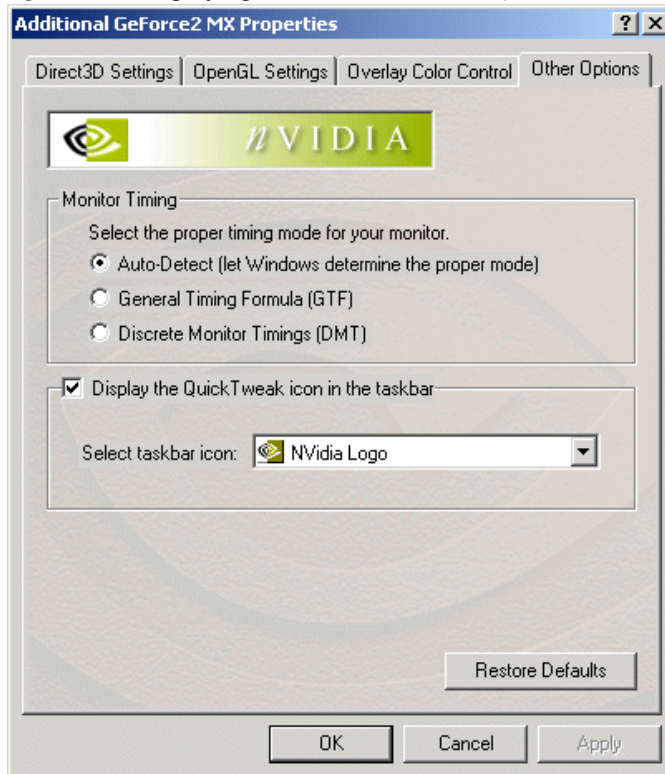 Additional GeForce2 MX Properties
Direct3D Settings
OpenGL Settings
Overlay Color Control
Other Options
nVIDIA
Monitor Timing
Select the proper timing mode for your monitor.
Auto-Detect (let Windows determine the proper mode)
General Timing Formula (GTF)
Discrete Monitor Timings (DMT)
Display the QuickTweak icon in the taskbar
Select taskbar icon:
NVidia Logo
Restore Defaults
OK
Cancel
Apply